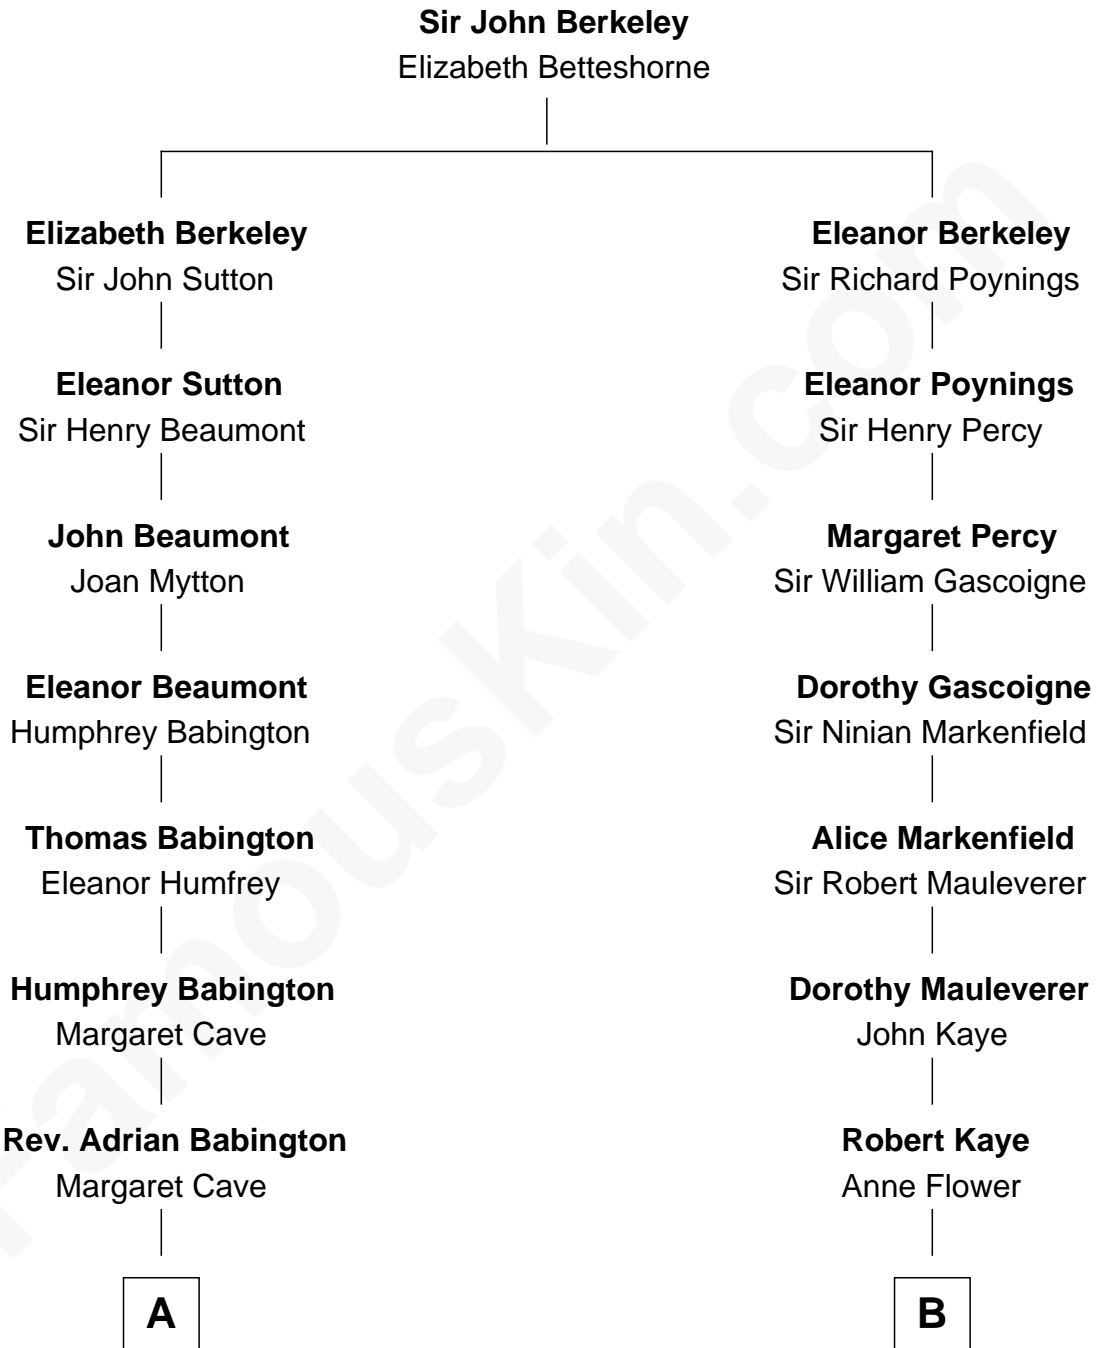 Sir John Berkeley
Elizabeth Betteshorne
Elizabeth Berkeley
Sir John Sutton
Eleanor Sutton
Sir Henry Beaumont
John Beaumont
Joan Mytton
Eleanor Beaumont
Humphrey Babington
Thomas Babington
Eleanor Humfrey
Humphrey Babington
Margaret Cave
Rev. Adrian Babington
Margaret Cave
A
Eleanor Berkeley
Sir Richard Poynings
Eleanor Poynings
Sir Henry Percy
Margaret Percy
Sir William Gascoigne
Dorothy Gascoigne
Sir Ninian Markenfield
Alice Markenfield
Sir Robert Mauleverer
Dorothy Mauleverer
John Kaye
Robert Kaye
Anne Flower
B
FamousKin.com